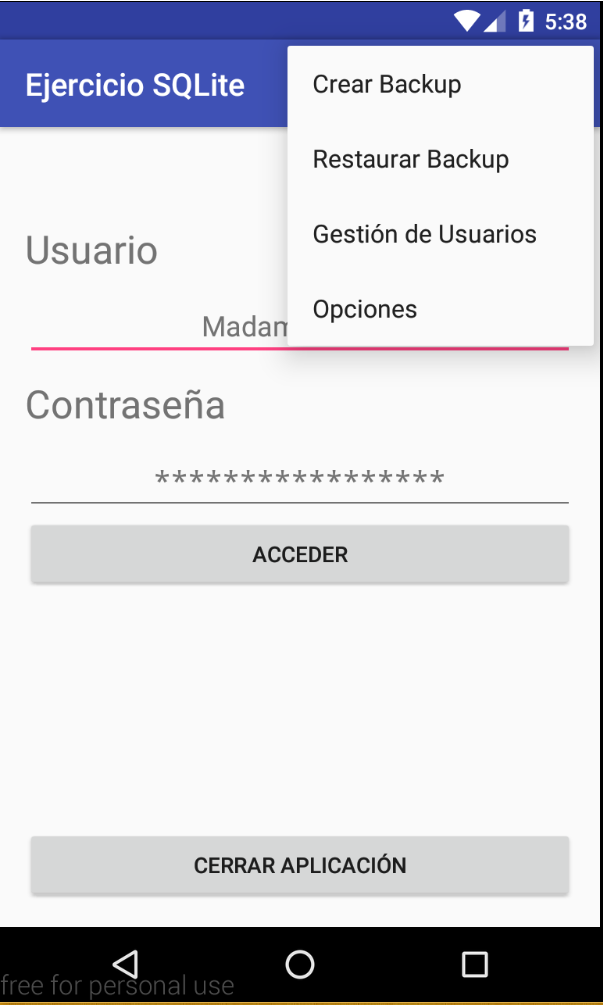 5:38
Ejercicio SQLite
Crear Backup
Restaurar Backup
Gestión de Usuarios
Opciones
Usuario
Contraseña
*****************
ACCEDER
CERRAR APLICACIÓN
free for personal use